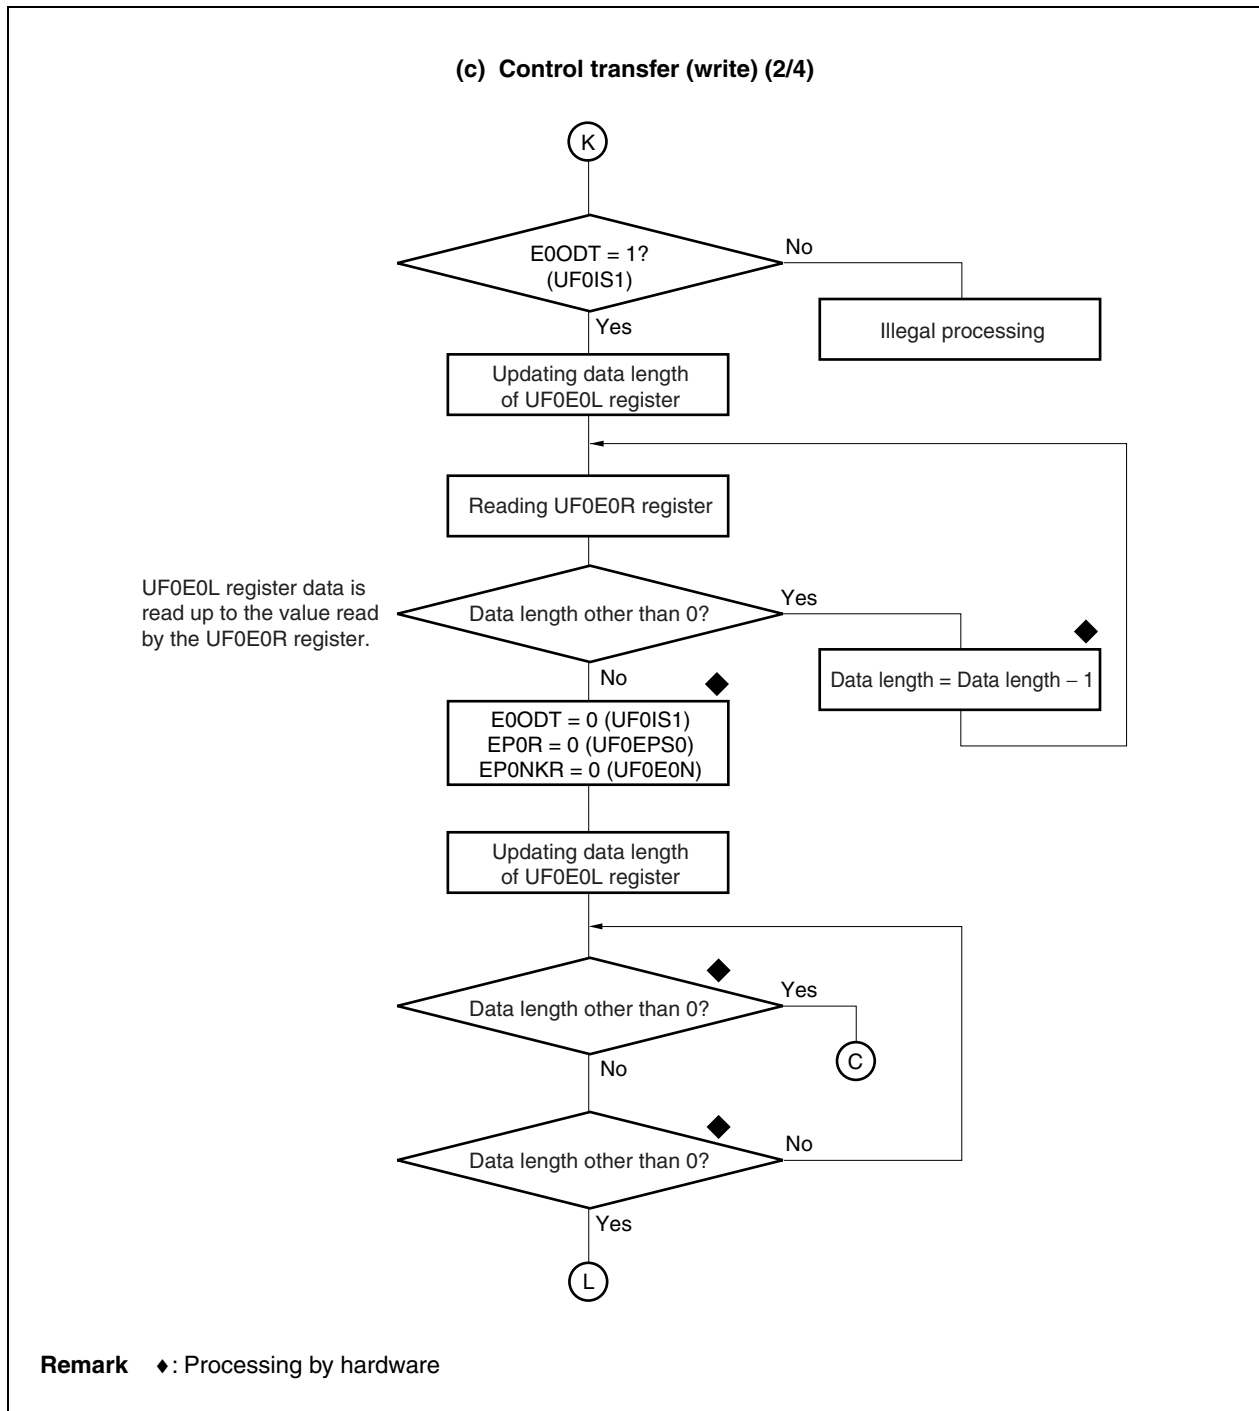 (c) Control transfer (write) (2/4)
K
E0ODT = 1?
(UF0IS1)
No
Illegal processing
Yes
Updating data length
of UF0E0L register
Reading UF0E0R register
UF0E0L register data is
read up to the value read
by the UF0E0R register.
Data length other than 0?
Yes
Data length = Data length − 1
No
E0ODT = 0 (UF0IS1)
EP0R = 0 (UF0EPS0)
EP0NKR = 0 (UF0E0N)
Updating data length
of UF0E0L register
Data length other than 0?
Yes
C
No
Data length other than 0?
No
Yes
L
Remark ♦: Processing by hardware